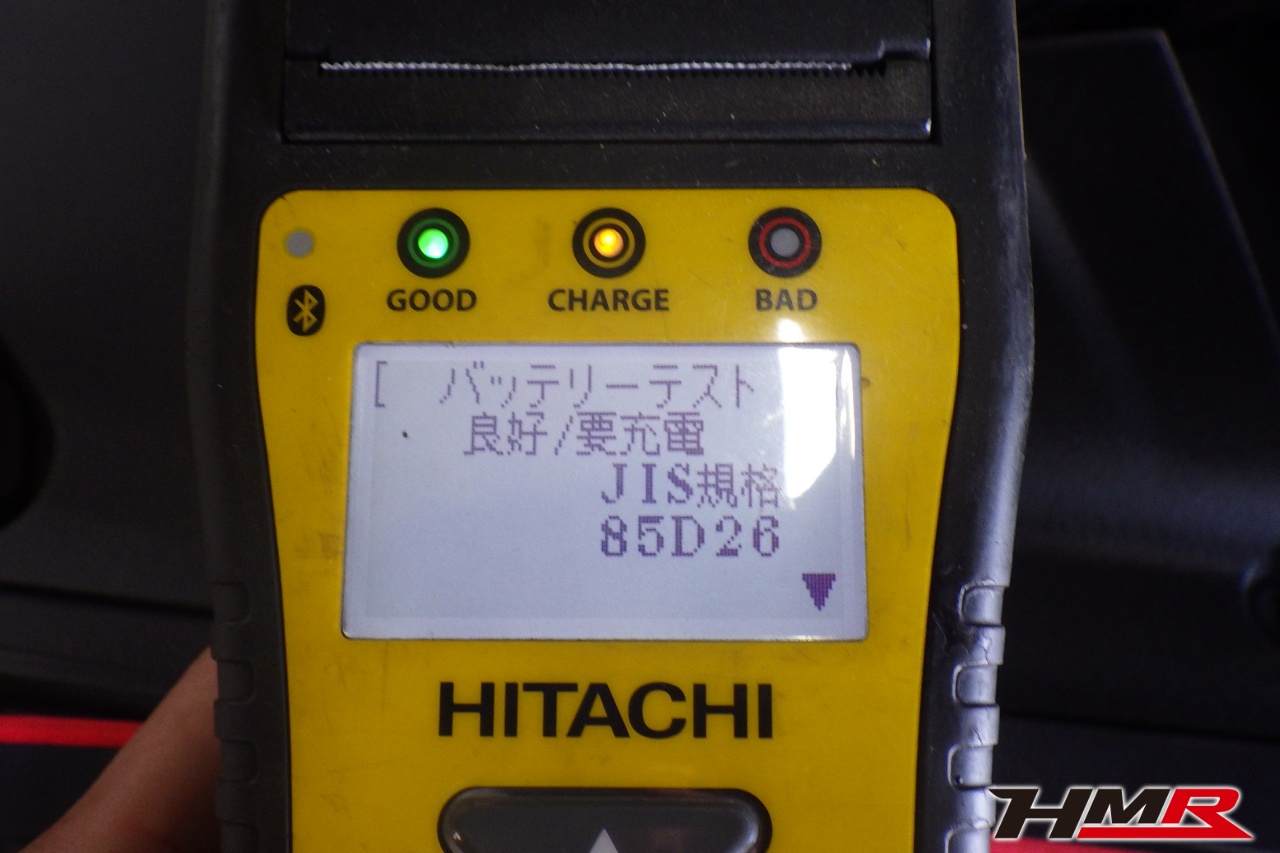 GOOD CHARGE BAD
[ バッテリーテスト
良好/要充電
JIS規格
85D26
HITACHI
HMR